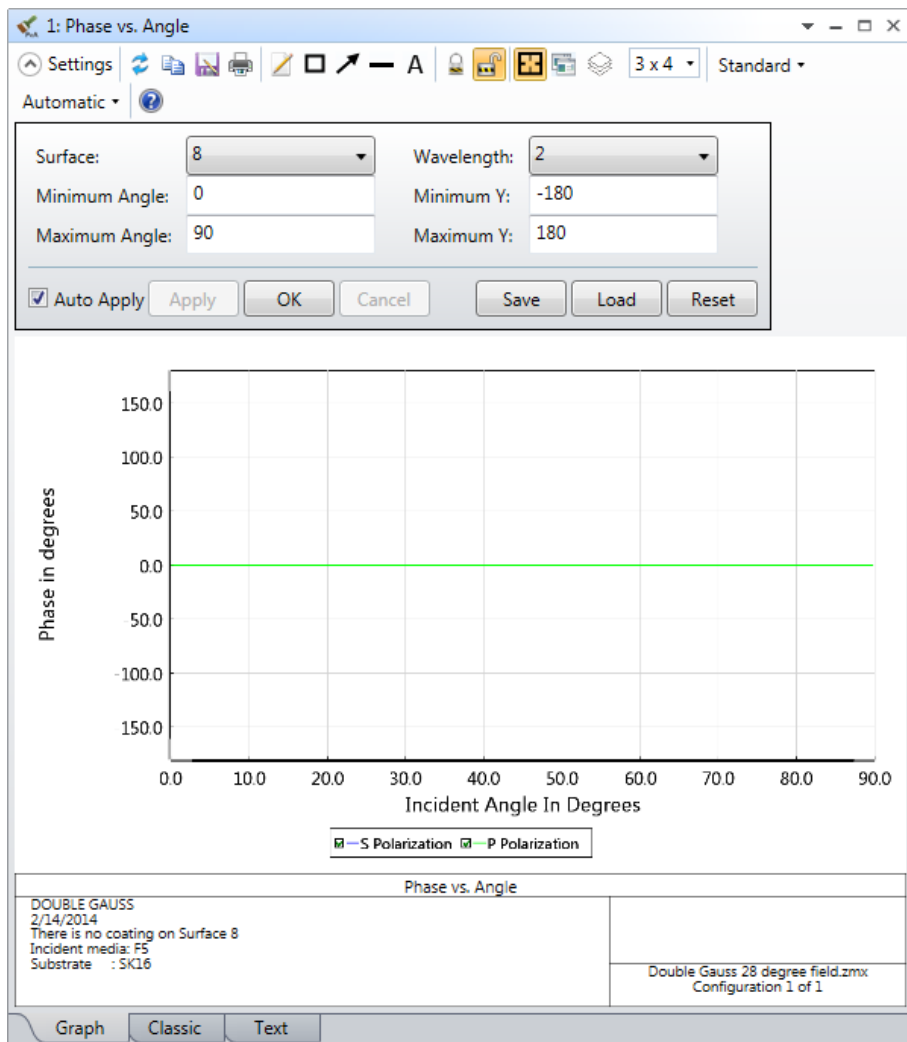 1: Phase vs. Angle
Settings A 3 x 4 Standard
Automatic
Surface: 8 Wavelength: 2
Minimum Angle: 0 Minimum Y: -180
Maximum Angle: 90 Maximum Y: 180
Auto Apply Apply OK Cancel Save Load Reset
150.0
100.0
50.0
0.0
-50.0
-100.0
150.0
Phase in degrees
0.0 10.0 20.0 30.0 40.0 50.0 60.0 70.0 80.0 90.0
Incident Angle In Degrees
S Polarization P Polarization
Phase vs. Angle
DOUBLE GAUSS
2/14/2014
There is no coating on Surface 8
Incident media: F5
Substrate : SK16
Double Gauss 28 degree field.zmx
Configuration 1 of 1
Graph Classic Text